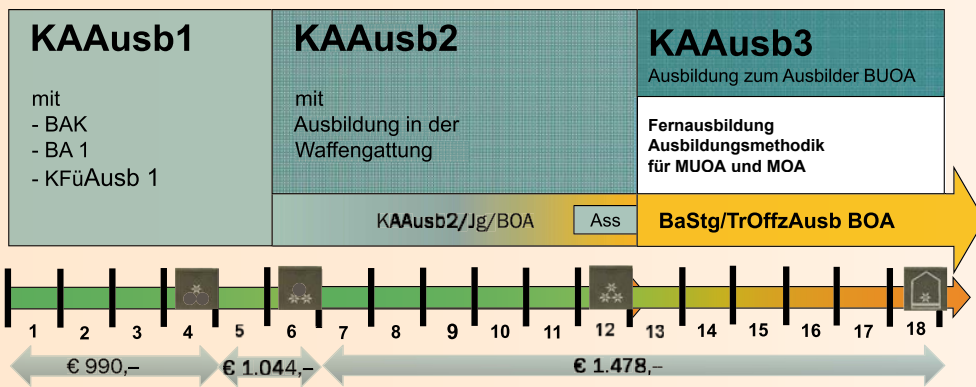 KAAusb1
mit
- BAK
- BA 1
- KFüAusb 1
KAAusb2
mit
Ausbildung in der
Waffengattung
KAAusb2/Jg/BOA
Ass
KAAusb3
Ausbildung zum Ausbilder BUOA
Fernausbildung
Ausbildungsmethodik
für MUOA und MOA
BaStg/TrOffzAusb BOA
1 2 3 4 5 6 7 8 9 10 11 12 13 14 15 16 17 18
€ 990,– € 1.044,– € 1.478,–